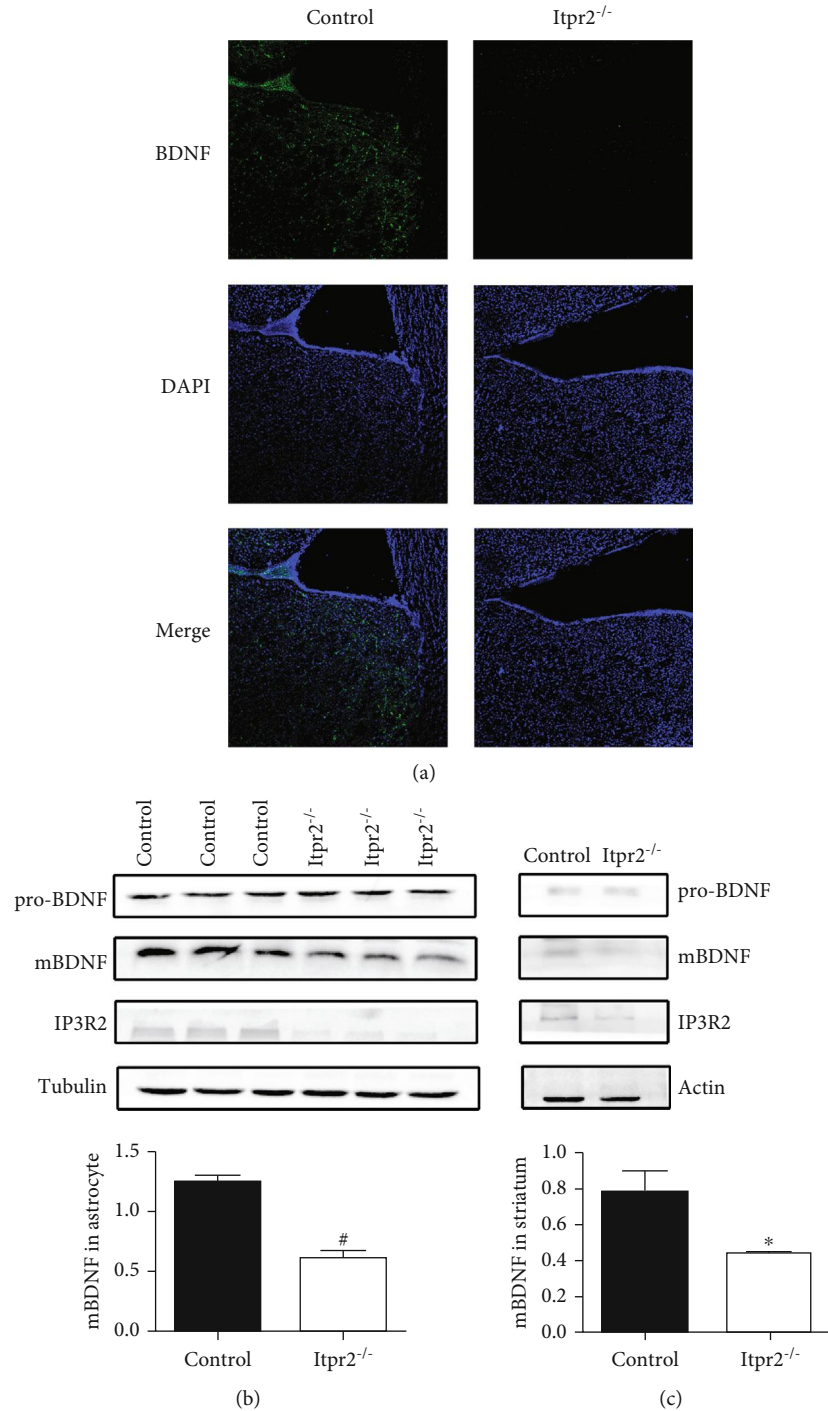 Control Itpr2-/-
BDNF
DAPI
Merge
(a)
Control Control Control Itpr2-/- Itpr2-/- Itpr2-/-
pro-BDNF
mBDNF
IP3R2
Tubulin
mBDNF in astrocyte
1.5
1.0
0.5
0.0
#
Control Itpr2-/-
(b)
Control Itpr2-/-
pro-BDNF
mBDNF
IP3R2
Actin
mBDNF in striatum
1.0
0.8
0.6
0.4
0.2
0.0
*
Control Itpr2-/-
(c)